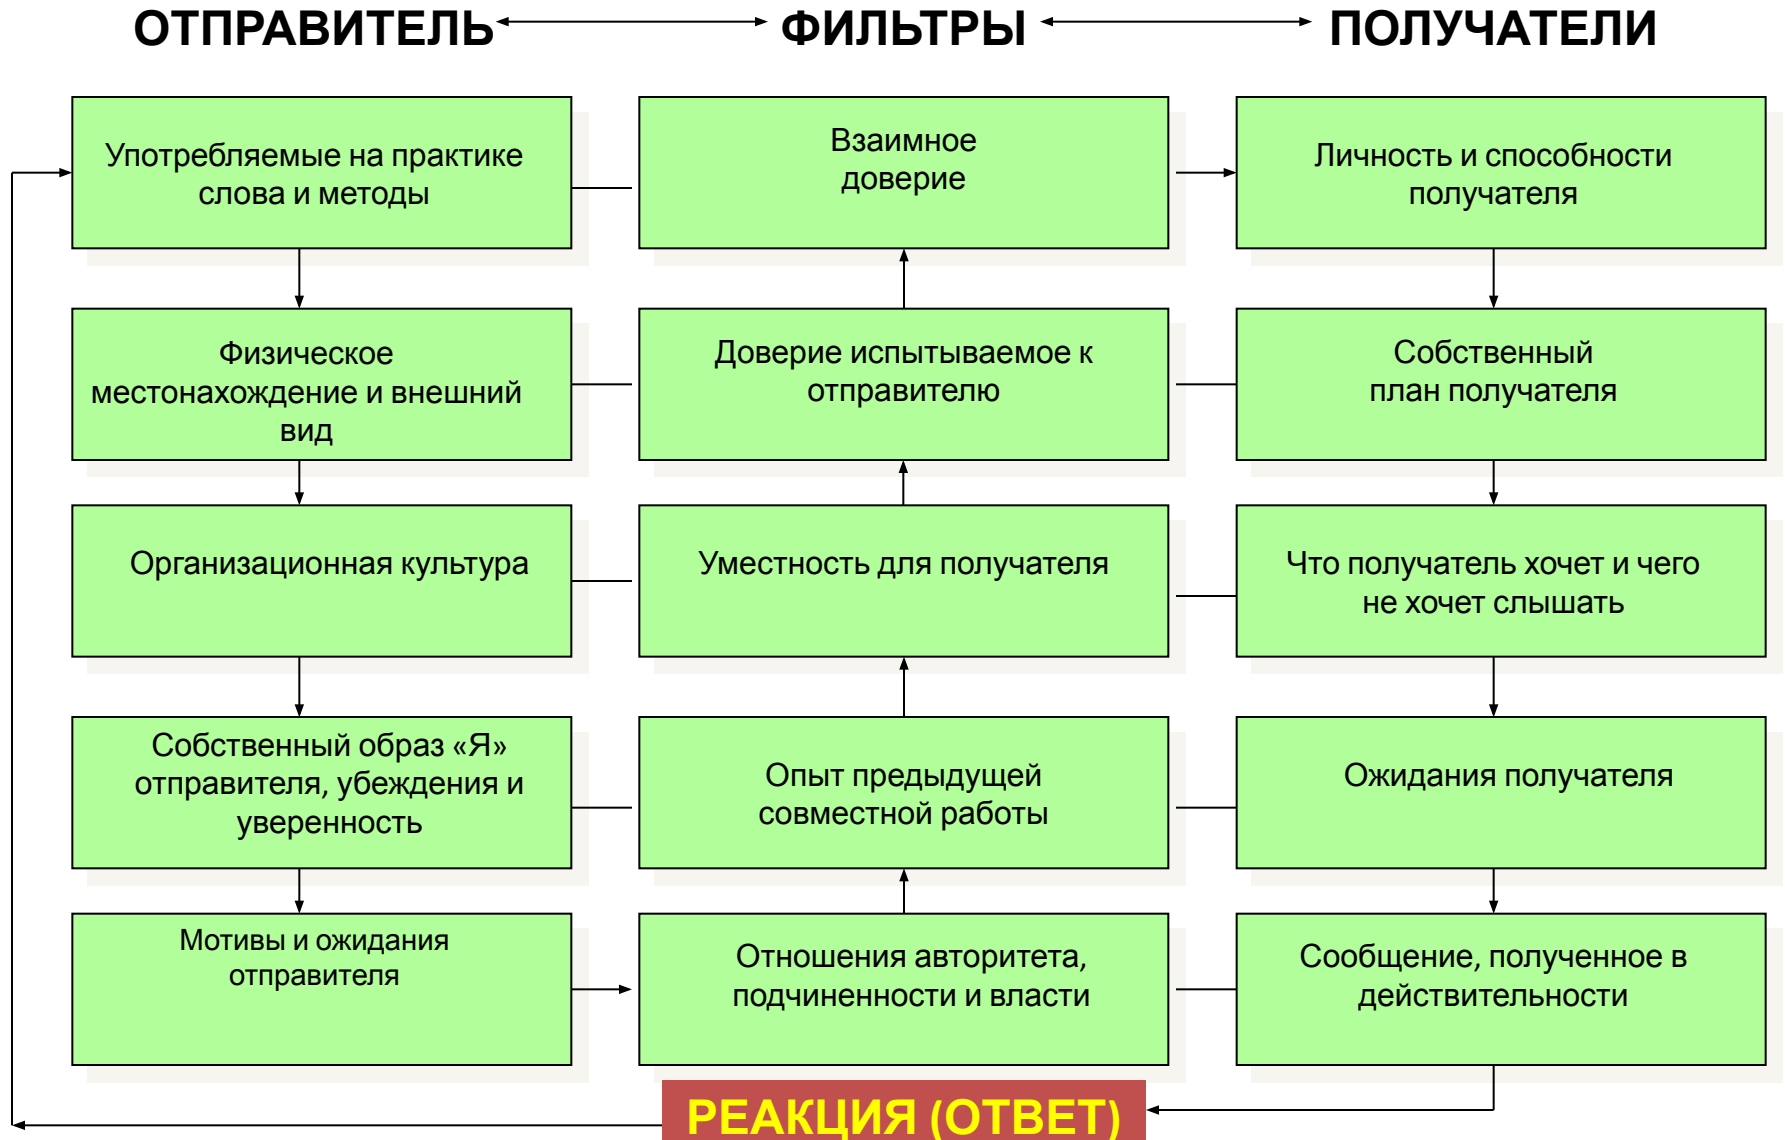 ОТПРАВИТЕЛЬ
ФИЛЬТРЫ
ПОЛУЧАТЕЛИ
Употребляемые на практике
слова и методы
Взаимное
доверие
Личность и способности
получателя
Физическое
местонахождение и внешний
вид
Доверие испытываемое к
отправителю
Собственный
план получателя
Организационная культура
Уместность для получателя
Что получатель хочет и чего
не хочет слышать
Собственный образ «Я»
отправителя, убеждения и
уверенность
Опыт предыдущей
совместной работы
Ожидания получателя
Мотивы и ожидания
отправителя
Отношения авторитета,
подчиненности и власти
Сообщение, полученное в
действительности
РЕАКЦИЯ (ОТВЕТ)